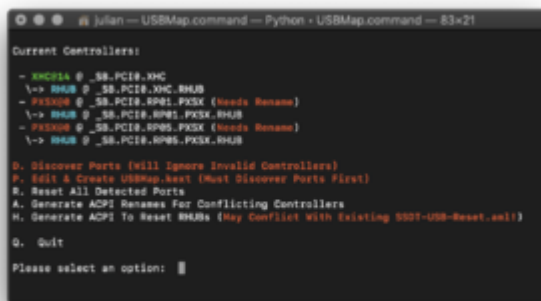 julian — USBMap.command — Python • USBMap.command — 83×21
Current Controllers:
- XHC@14 @ _SB.PCI0.XHC
\-> RHUB @ _SB.PCI0.XHC.RHUB
- PXSX@0 @ _SB.PCI0.RP01.PXSX (Needs Rename)
\-> RHUB @ _SB.PCI0.RP01.PXSX.RHUB
- PXSX@0 @ _SB.PCI0.RP05.PXSX (Needs Rename)
\-> RHUB @ _SB.PCI0.RP05.PXSX.RHUB
D. Discover Ports (Will Ignore Invalid Controllers)
P. Edit & Create USBMap.kext (Must Discover Ports First)
R. Reset All Detected Ports
A. Generate ACPI Renames For Conflicting Controllers
H. Generate ACPI To Reset RHUBs (May Conflict With Existing SSDT-USB-Reset.aml!)
Q. Quit
Please select an option: